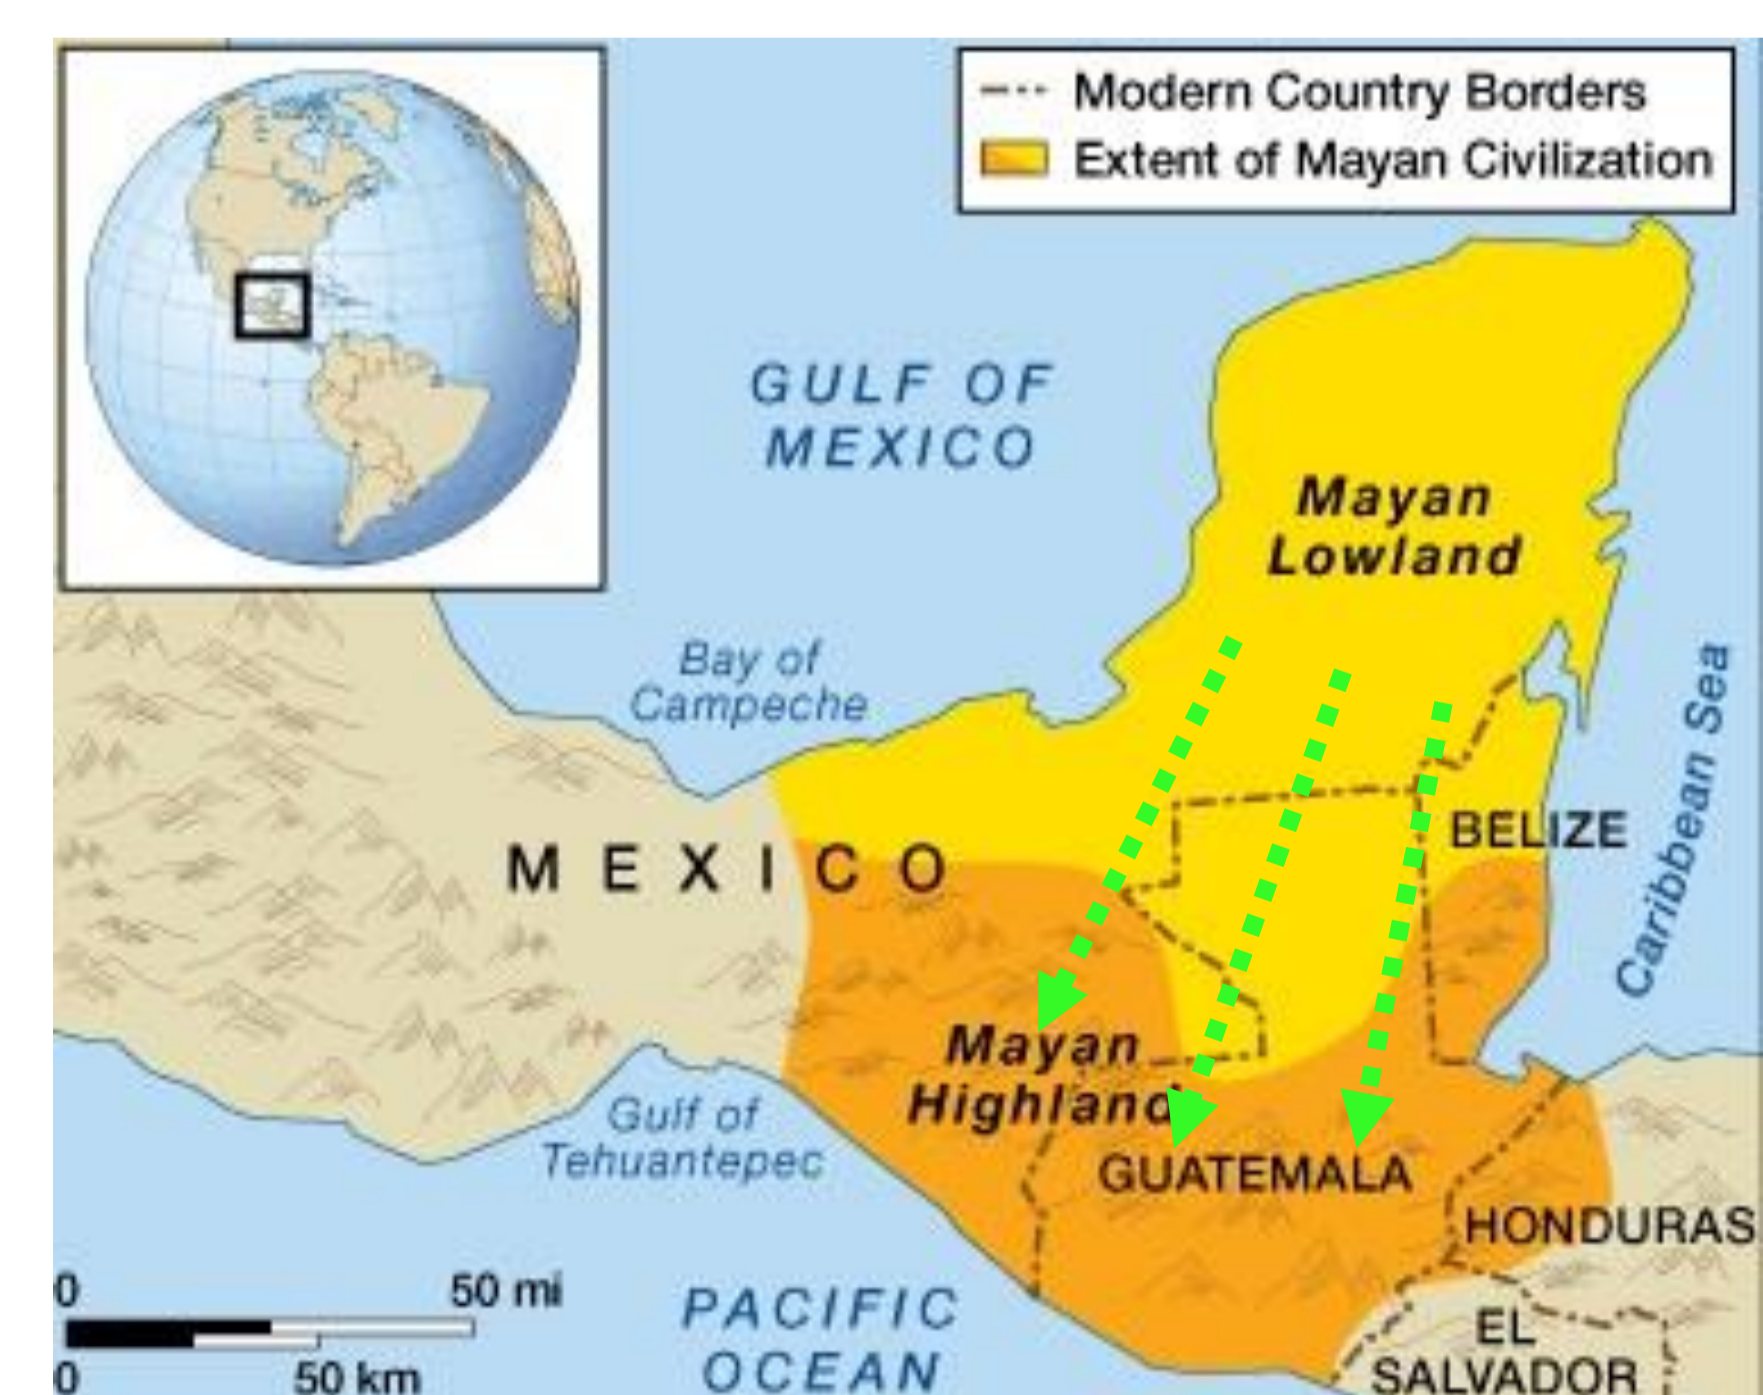 Modern Country Borders
Extent of Mayan Civilization
GULF OF
MEXICO
Mayan
Lowland
Bay of
Campeche
Caribbean Sea
BELIZE
MEXICO
Mayan
Highland
Gulf of
Tehuantepec
GUATEMALA
HONDURAS
0 50 mi
0 50 km
PACIFIC
OCEAN
EL
SALVADOR